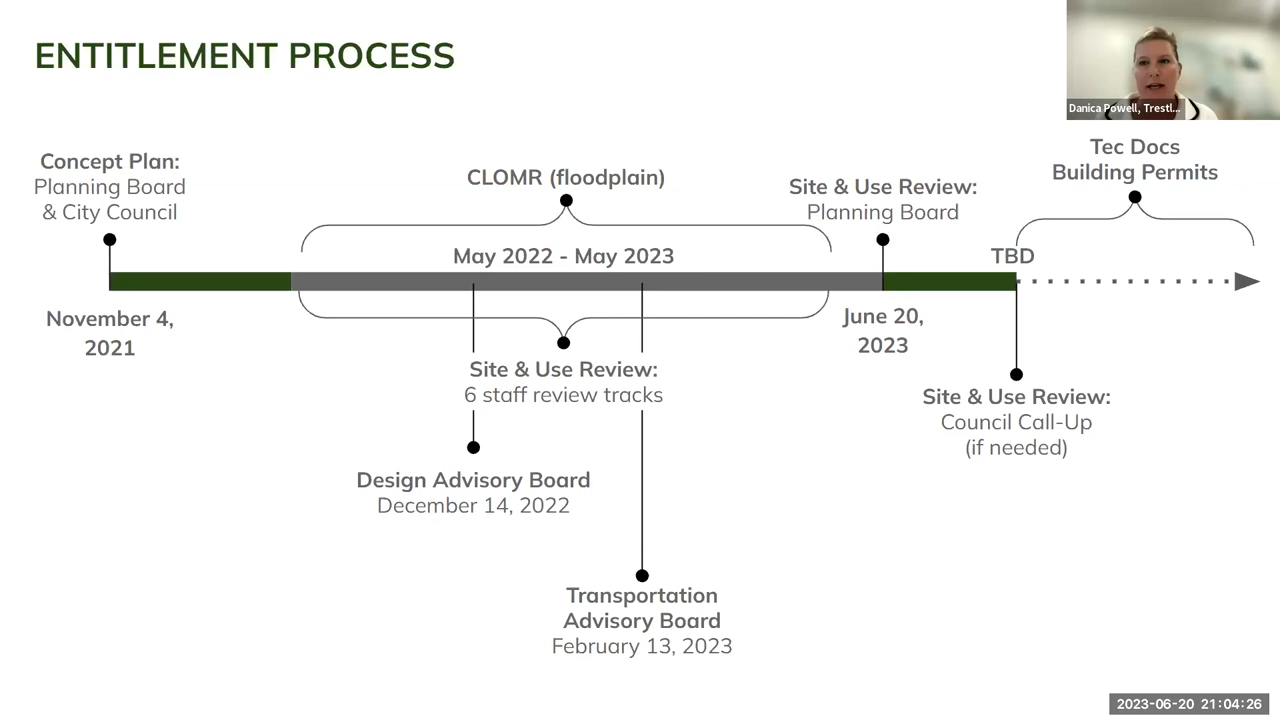 ENTITLEMENT PROCESS
Danica Powell, Trestl...
Concept Plan:
Planning Board
& City Council
CLOMR (floodplain)
Site & Use Review:
Planning Board
Tec Docs
Building Permits
May 2022 - May 2023
TBD
November 4,
2021
June 20,
2023
Site & Use Review:
6 staff review tracks
Site & Use Review:
Council Call-Up
(if needed)
Design Advisory Board
December 14, 2022
Transportation
Advisory Board
February 13, 2023
2023-06-20 21:04:26